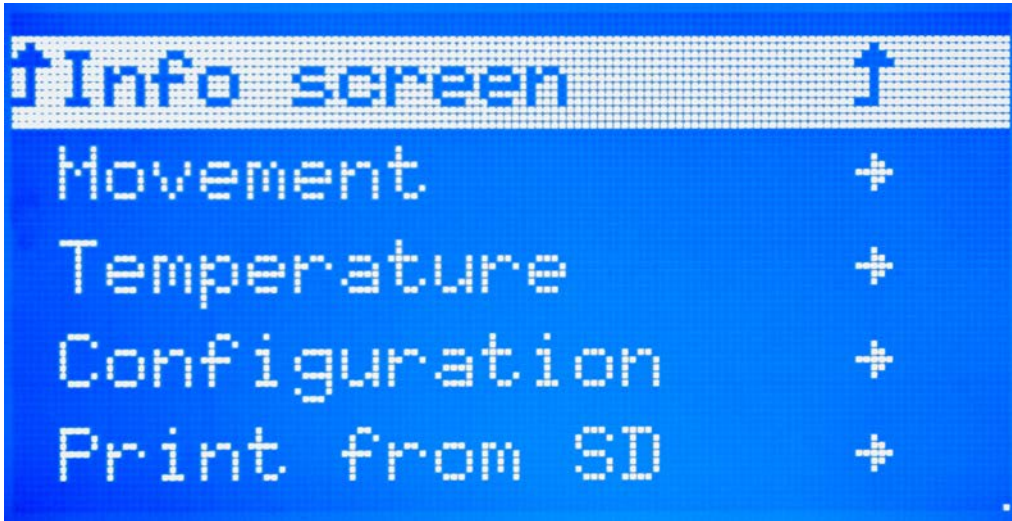 Info screen
Movement
Temperature
Configuration
Print from SD